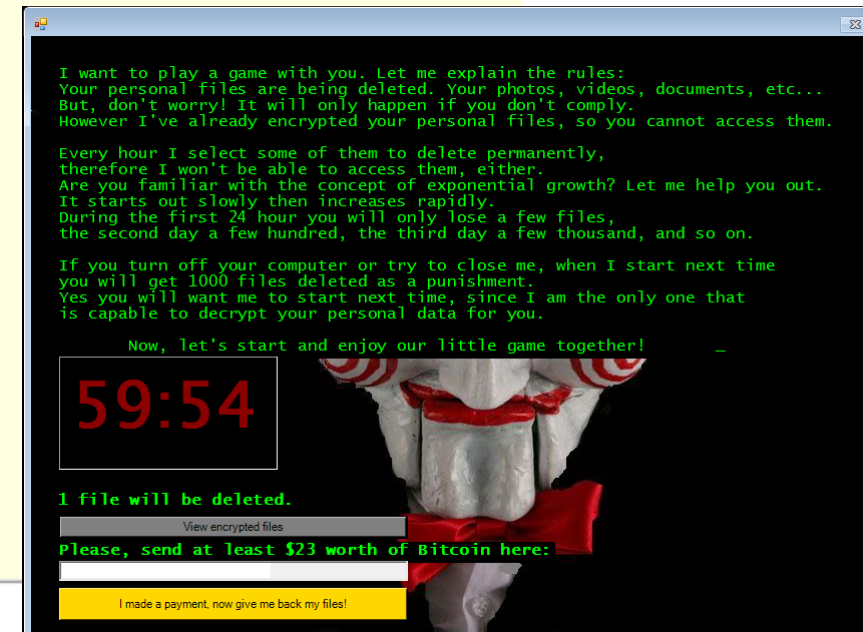 I want to play a game with you. Let me explain the rules:
Your personal files are being deleted. Your photos, videos, documents, etc...
But, don't worry! It will only happen if you don't comply.
However I've already encrypted your personal files, so you cannot access them.
Every hour I select some of them to delete permanently,
therefore I won't be able to access them, either.
Are you familiar with the concept of exponential growth? Let me help you out.
It starts out slowly then increases rapidly.
During the first 24 hour you will only lose a few files,
the second day a few hundred, the third day a few thousand, and so on.
If you turn off your computer or try to close me, when I start next time
you will get 1000 files deleted as a punishment.
Yes you will want me to start next time, since I am the only one that
is capable to decrypt your personal data for you.
Now, let's start and enjoy our little game together! _
59:54
1 file will be deleted.
View encrypted files
Please, send at least $23 worth of Bitcoin here:
I made a payment, now give me back my files!